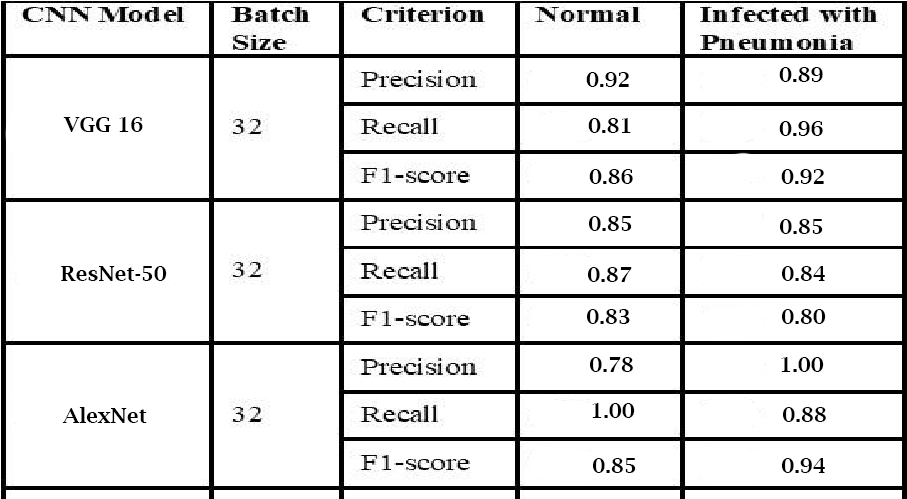 CNN Model Batch Size Criterion Normal Infected with Pneumonia
VGG 16 32 Precision 0.92 0.89
Recall 0.81 0.96
F1-score 0.86 0.92
ResNet-50 32 Precision 0.85 0.85
Recall 0.87 0.84
F1-score 0.83 0.80
AlexNet 32 Precision 0.78 1.00
Recall 1.00 0.88
F1-score 0.85 0.94